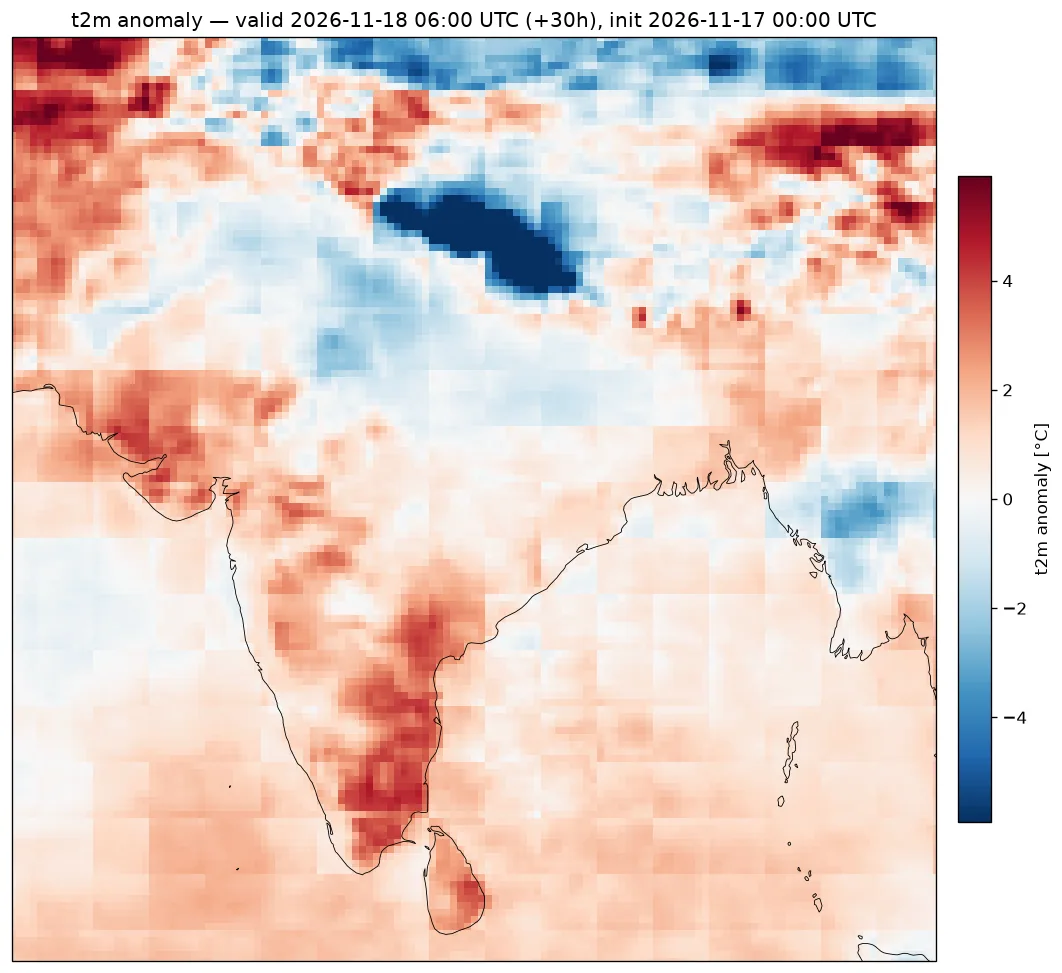 t2m anomaly — valid 2026-11-18 06:00 UTC (+30h), init 2026-11-17 00:00 UTC
4
2
0
−2
−4
t2m anomaly [°C]